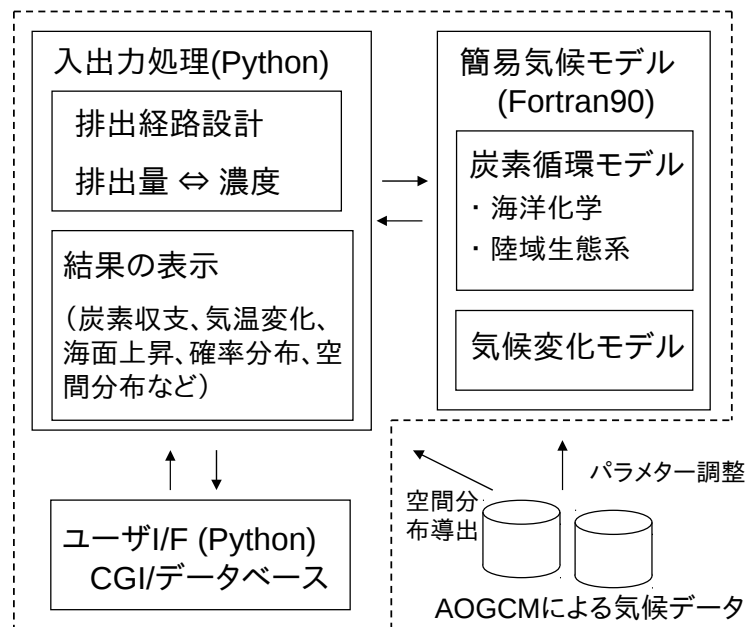 入出力処理(Python)
排出経路設計
排出量 ⇔ 濃度
結果の表示
(炭素収支、気温変化、
海面上昇、確率分布、空
間分布など)
簡易気候モデル
(Fortran90)
炭素循環モデル
・海洋化学
・陸域生態系
気候変化モデル
ユーザI/F (Python)
CGI/データベース
空間分
布導出
パラメター調整
AOGCMによる気候データ